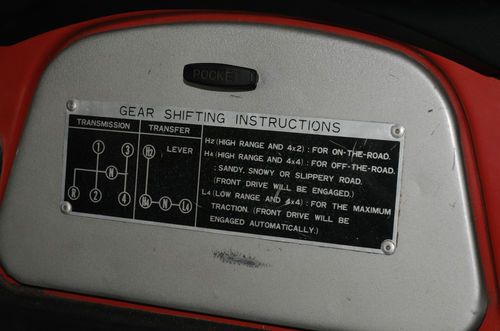 POCKET
GEAR SHIFTING INSTRUCTIONS
TRANSMISSION
TRANSFER
LEVER
1 3
N
R 2 4
H2
H4 N L4
H2 (HIGH RANGE AND 4x2) : FOR ON-THE-ROAD.
H4 (HIGH RANGE AND 4x4) : FOR OFF-THE-ROAD.
: SANDY, SNOWY OR SLIPPERY ROAD.
(FRONT DRIVE WILL BE ENGAGED.)
L4 (LOW RANGE AND 4x4) : FOR THE MAXIMUM
TRACTION. (FRONT DRIVE WILL BE
ENGAGED AUTOMATICALLY.)